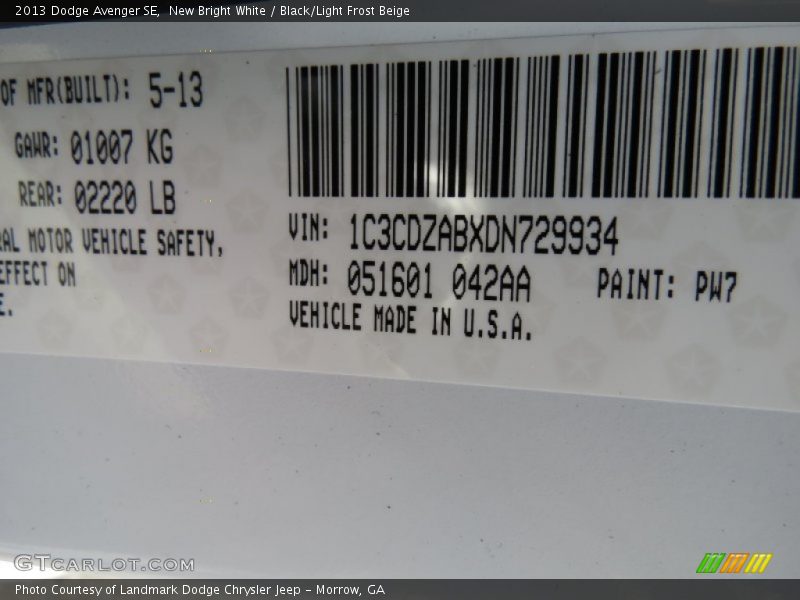 2013 Dodge Avenger SE, New Bright White / Black/Light Frost Beige
OF MFR(BUILT): 5-13
GAWR: 01007 KG
REAR: 02220 LB
RAL MOTOR VEHICLE SAFETY,
EFFECT ON
E.
VIN: 1C3CDZABXDN729934
MDH: 051601 042AA PAINT: PW7
VEHICLE MADE IN U.S.A.
GTCARLOT.COM
Photo Courtesy of Landmark Dodge Chrysler Jeep - Morrow, GA